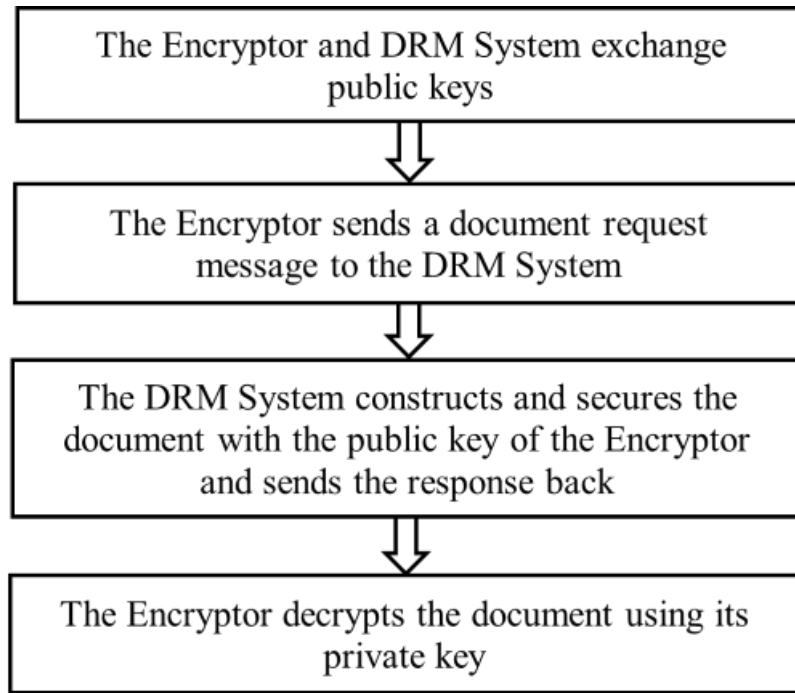 The Encryptor and DRM System exchange
public keys
The Encryptor sends a document request
message to the DRM System
The DRM System constructs and secures the
document with the public key of the Encryptor
and sends the response back
The Encryptor decrypts the document using its
private key